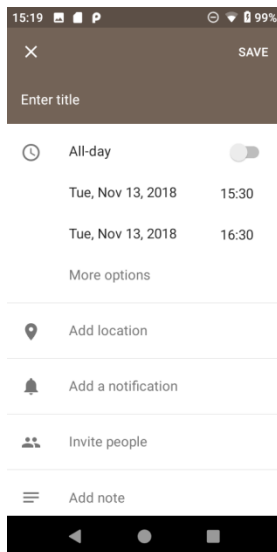 15:19 99%
SAVE
Enter title
All-day
Tue, Nov 13, 2018 15:30
Tue, Nov 13, 2018 16:30
More options
Add location
Add a notification
Invite people
Add note